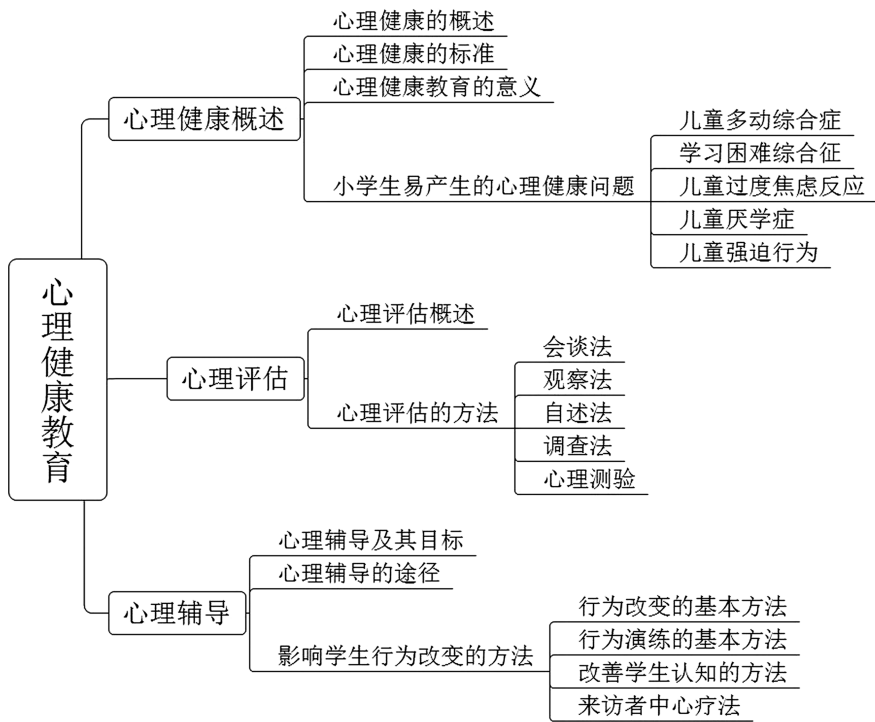 心理健康教育
心理健康概述
心理健康的概述
心理健康的标准
心理健康教育的意义
小学生易产生的心理健康问题
儿童多动综合症
学习困难综合征
儿童过度焦虑反应
儿童厌学症
儿童强迫行为
心理评估
心理评估概述
心理评估的方法
会谈法
观察法
自述法
调查法
心理测验
心理辅导
心理辅导及其目标
心理辅导的途径
影响学生行为改变的方法
行为改变的基本方法
行为演练的基本方法
改善学生认知的方法
来访者中心疗法